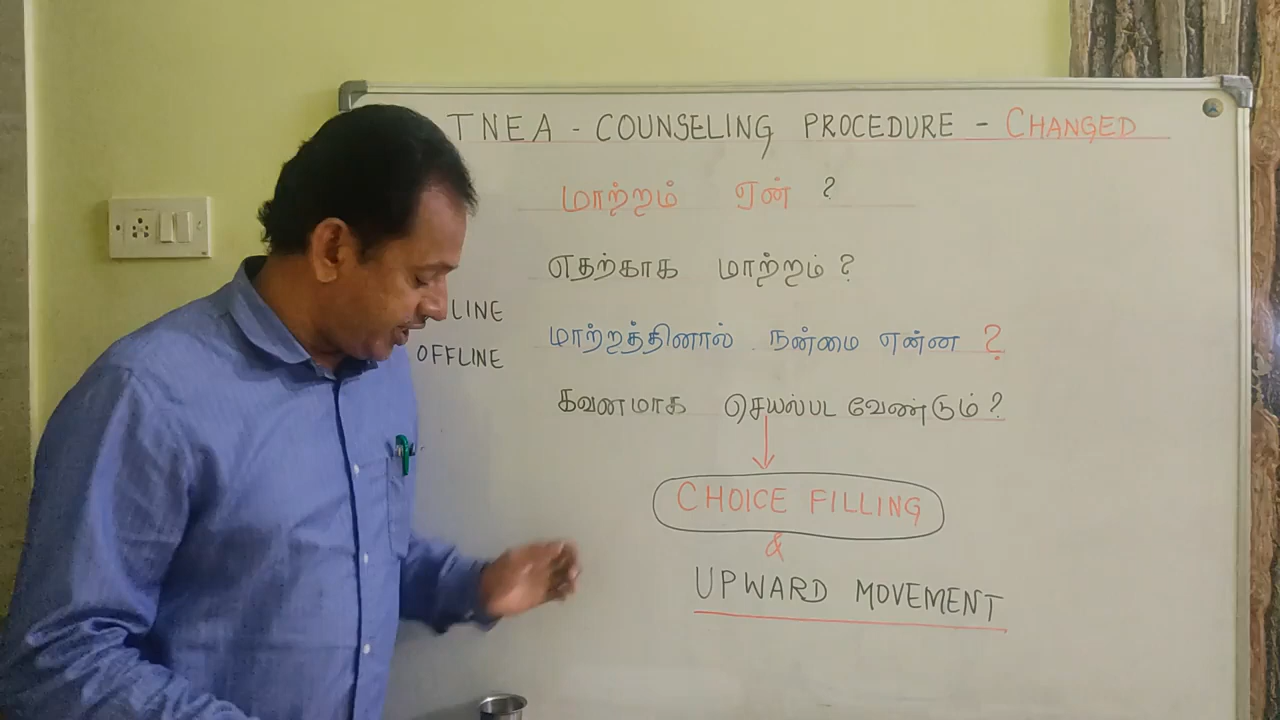 TNEA - COUNSELING PROCEDURE - CHANGED
மாற்றம் ஏன் ?
எதற்காக மாற்றம் ?
LINE
மாற்றத்தினால் நன்மை என்ன ?
OFFLINE
கவனமாக செயல்பட வேண்டும் ?
CHOICE FILLING
&
UPWARD MOVEMENT